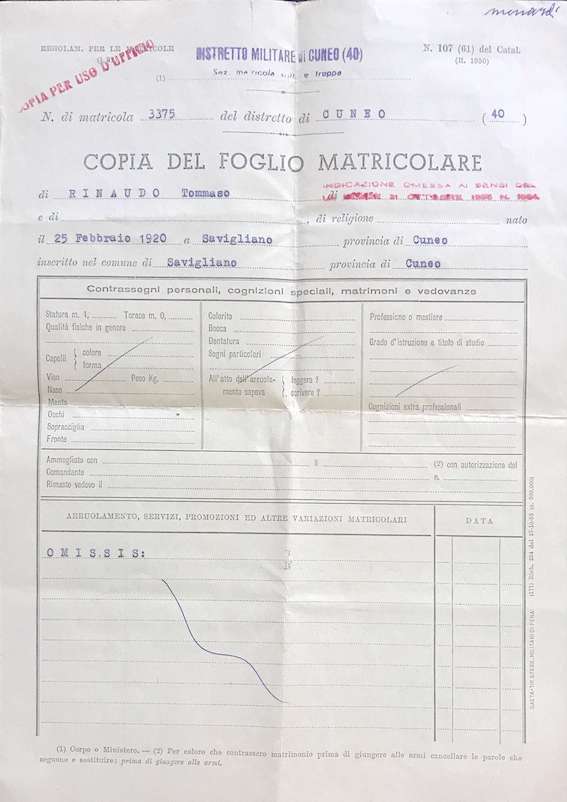 menardi
REGOLAM. PER LE MATRICOLE
DISTRETTO MILITARE di CUNEO (40)
N. 107 (61) del Catal.
(R. 1950)
COPIA PER USO D'UFFICIO
(1) Sez. matricola e truppa
N. di matricola 3375 del distretto di CUNEO (40)
COPIA DEL FOGLIO MATRICOLARE
di RINAUDO Tommaso di
INDICAZIONE OMESSA AI SENSI DEL
e di , di religione nato
il 25 Febbraio 1920 a Savigliano provincia di Cuneo
inscritto nel comune di Savigliano provincia di Cuneo
Contrassegni personali, cognizioni speciali, matrimoni e vedovanze
Statura m. 1, Torace m. 0,
Qualità fisiche in genere
Capelli { colore
forma
Viso Peso Kg.
Naso
Mento
Occhi
Sopracciglia
Fronte
Colorito
Bocca
Dentatura
Segni particolari
All'atto dell'arruola- { leggere ?
mento sapeva scrivere ?
Professione o mestiere
Grado d'istruzione e titolo di studio
Cognizioni extra professionali
Ammogliato con il (2) con autorizzazione del
Comandante n.
Rimasto vedovo il
ARRUOLAMENTO, SERVIZI, PROMOZIONI ED ALTRE VARIAZIONI MATRICOLARI
DATA
OMISSIS:
(1) Corpo o Ministero. — (2) Per coloro che contrassero matrimonio prima di giungere alle armi cancellare le parole che
seguono e sostituire: prima di giungere alle armi.